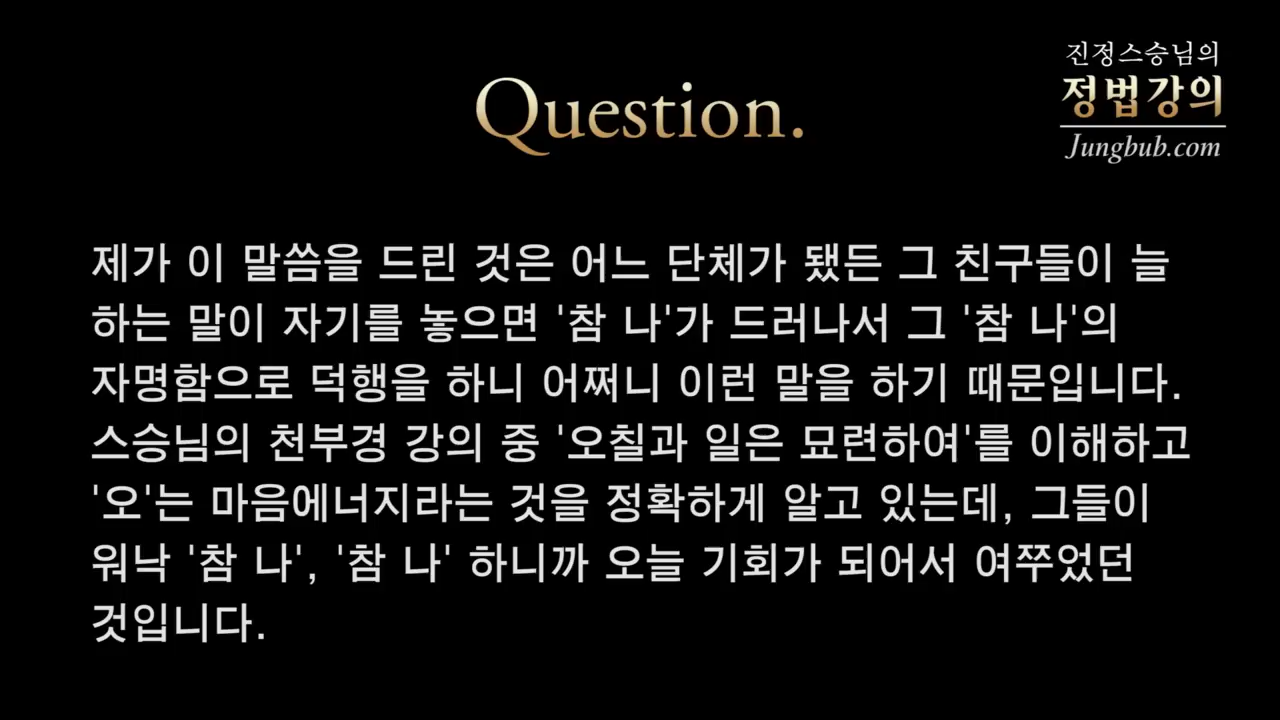 진정스승님의
정법강의
Jungbub.com
Question.
제가 이 말씀을 드린 것은 어느 단체가 됐든 그 친구들이 늘
하는 말이 자기를 놓으면 '참 나'가 드러나서 그 '참 나'의
자명함으로 덕행을 하니 어쩌니 이런 말을 하기 때문입니다.
스승님의 천부경 강의 중 '오칠과 일은 묘련하여'를 이해하고
'오'는 마음에너지라는 것을 정확하게 알고 있는데, 그들이
워낙 '참 나', '참 나' 하니까 오늘 기회가 되어서 여쭈었던
것입니다.